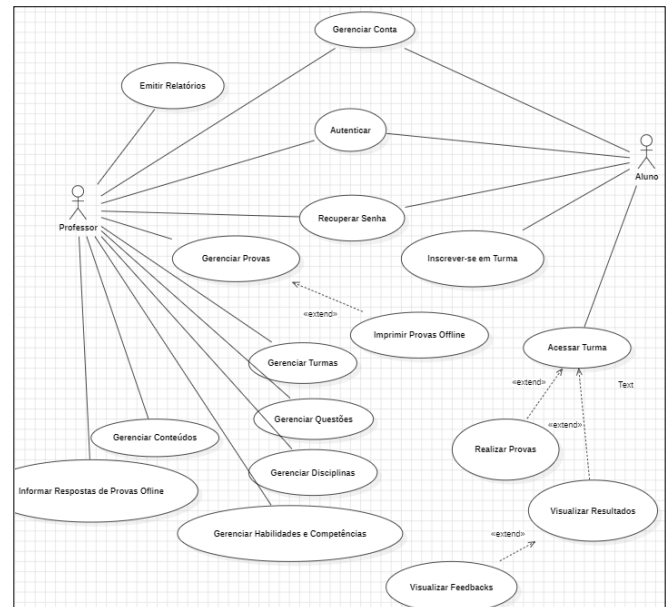 Gerenciar Conta
Emitir Relatórios
Autenticar
Aluno
Professor
Recuperar Senha
Gerenciar Provas
Inscrever-se em Turma
«extend»
Imprimir Provas Offline
Gerenciar Turmas
Acessar Turma
«extend»
Text
Gerenciar Questões
«extend»
Gerenciar Conteúdos
Realizar Provas
Gerenciar Disciplinas
Informar Respostas de Provas Ofline
Visualizar Resultados
Gerenciar Habilidades e Competências
«extend»
Visualizar Feedbacks